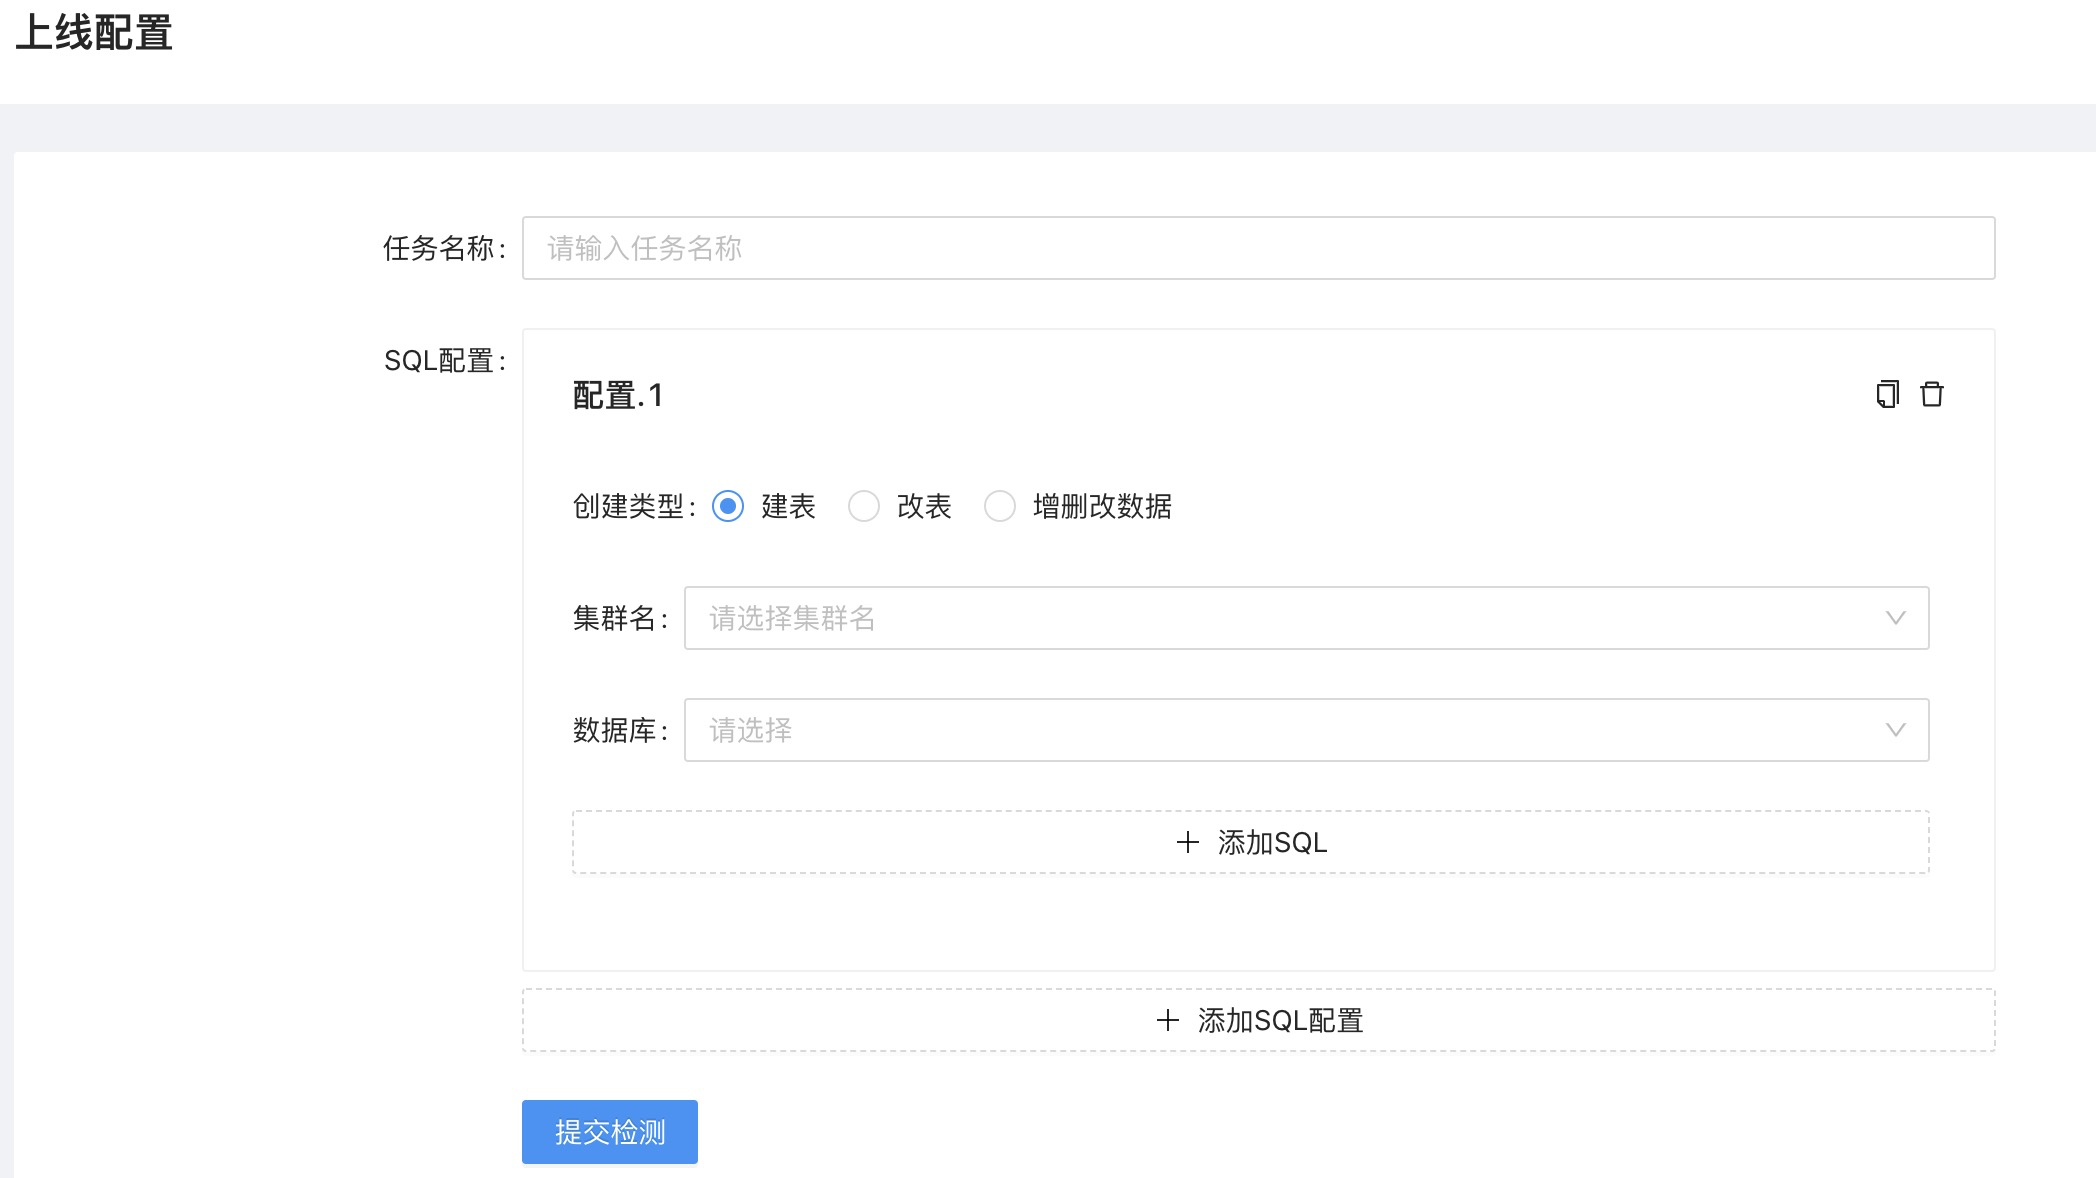 上线配置
任务名称: 请输入任务名称
SQL配置:
配置.1
创建类型: 建表 改表 增删改数据
集群名: 请选择集群名
数据库: 请选择
添加SQL
添加SQL配置
提交检测